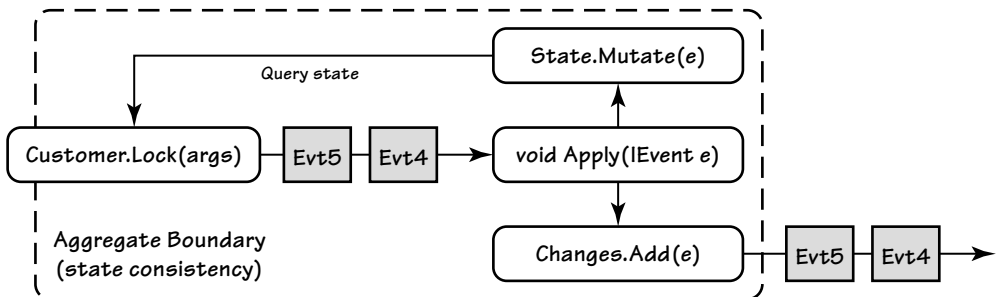 State.Mutate(e)
Query state
Customer.Lock(args)
Evt5
Evt4
void Apply(IEvent e)
Aggregate Boundary
(state consistency)
Changes.Add(e)
Evt5
Evt4